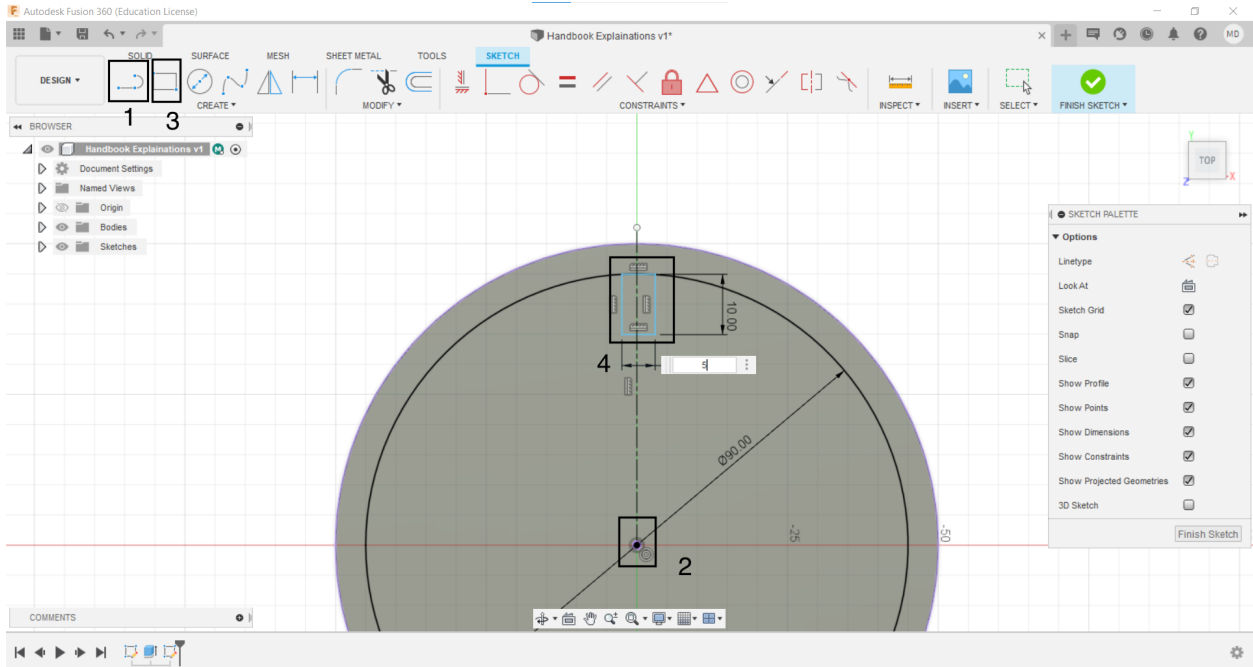 Autodesk Fusion 360 (Education License)
Handbook Explainations v1*
MD
SOLID SURFACE MESH SHEET METAL TOOLS SKETCH
DESIGN
CREATE MODIFY CONSTRAINTS INSPECT INSERT SELECT FINISH SKETCH
1
3
BROWSER
Handbook Explainations v1
M
Document Settings
Named Views
Origin
Bodies
Sketches
Y
TOP
X
Z
SKETCH PALETTE
Options
Linetype
Look At
Sketch Grid
Snap
Slice
Show Profile
Show Points
Show Dimensions
Show Constraints
Show Projected Geometries
3D Sketch
Finish Sketch
10.00
4
5
Ø90.00
-25
-50
2
COMMENTS